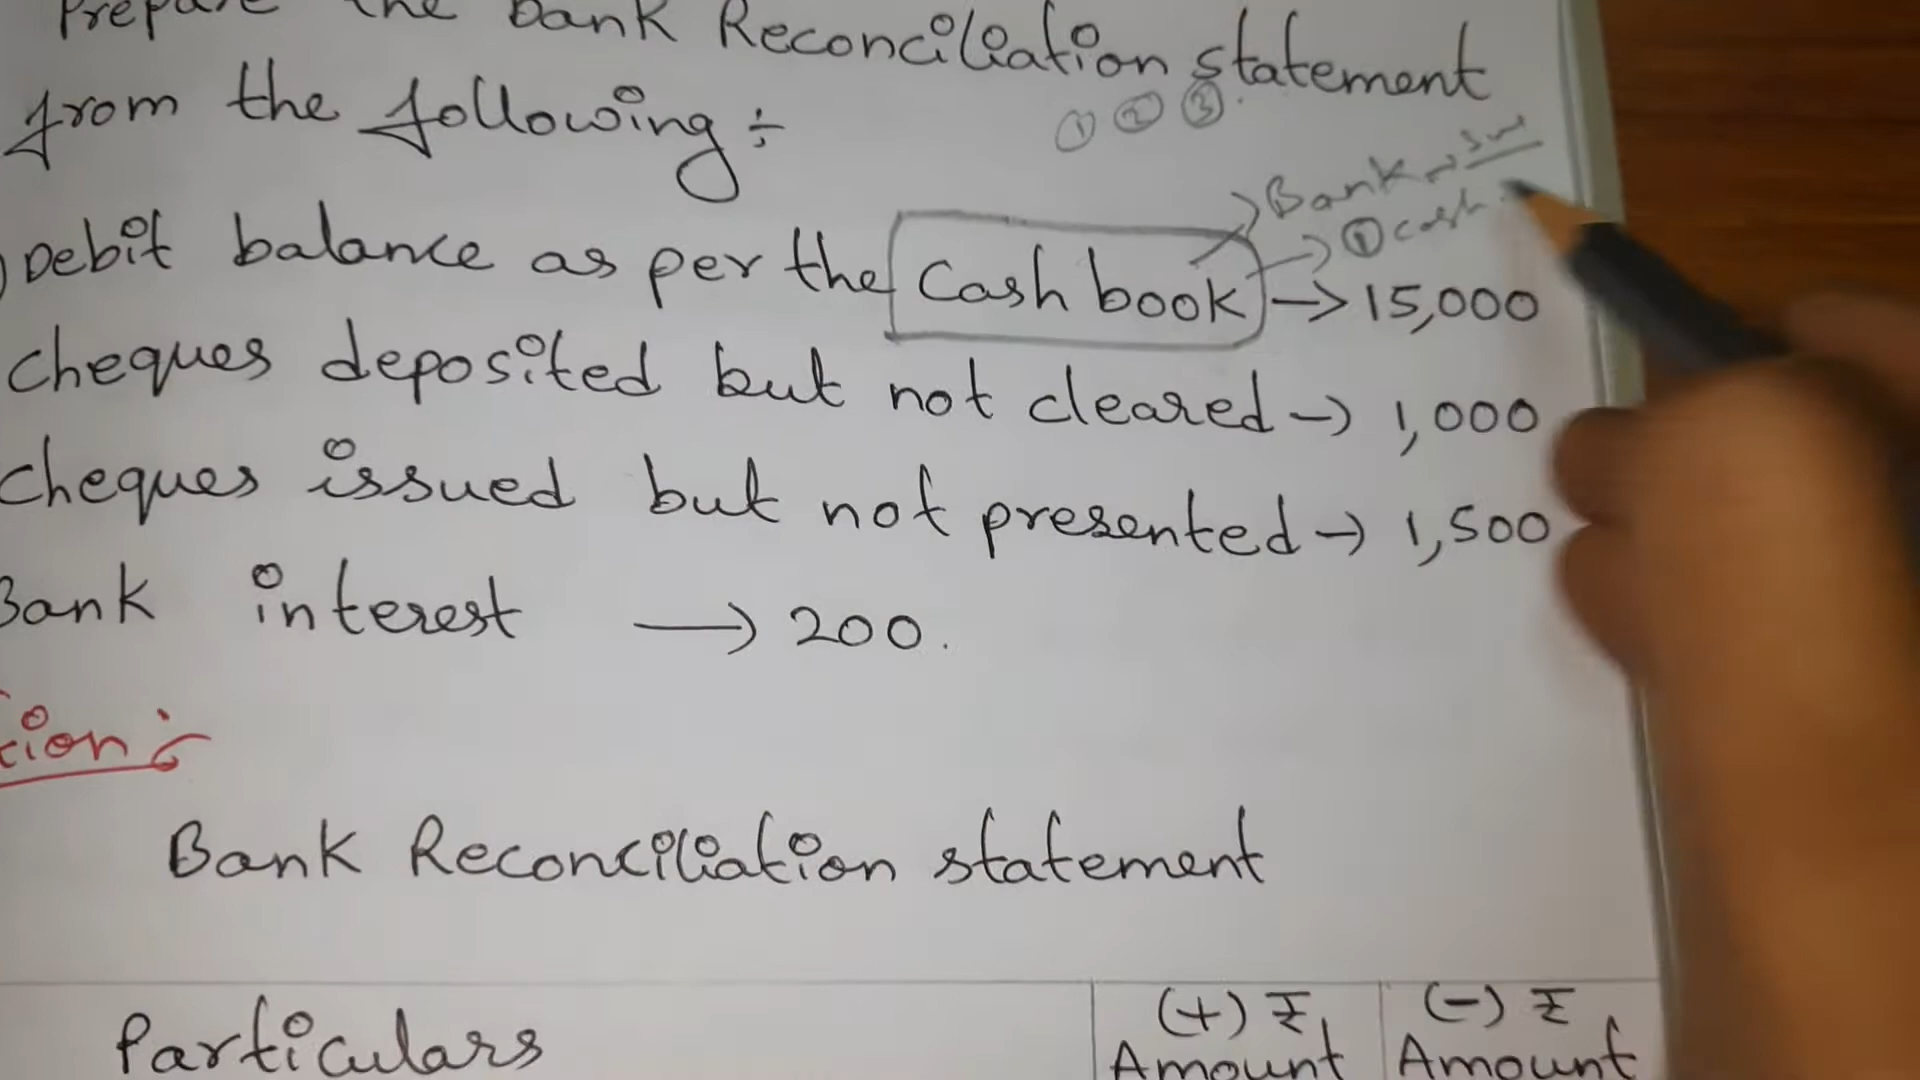 Prepare the Bank Reconciliation statement
from the following :-
① ② ③
Bank
① cash
) Debit balance as per the Cash book → 15,000
cheques deposited but not cleared → 1,000
cheques issued but not presented → 1,500
Bank interest → 200.
tion :-
Bank Reconciliation statement
Particulars
(+) ₹
Amount
(-) ₹
Amount